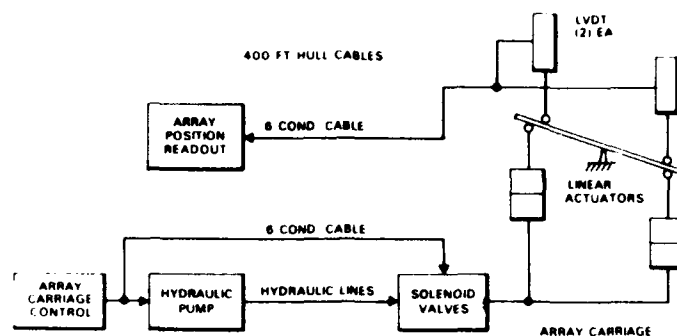 LVDT
(2) EA
400 FT HULL CABLES
ARRAY
POSITION
READOUT
6 COND CABLE
LINEAR
ACTUATORS
6 COND CABLE
ARRAY
CARRIAGE
CONTROL
HYDRAULIC
PUMP
HYDRAULIC LINES
SOLENOID
VALVES
ARRAY CARRIAGE